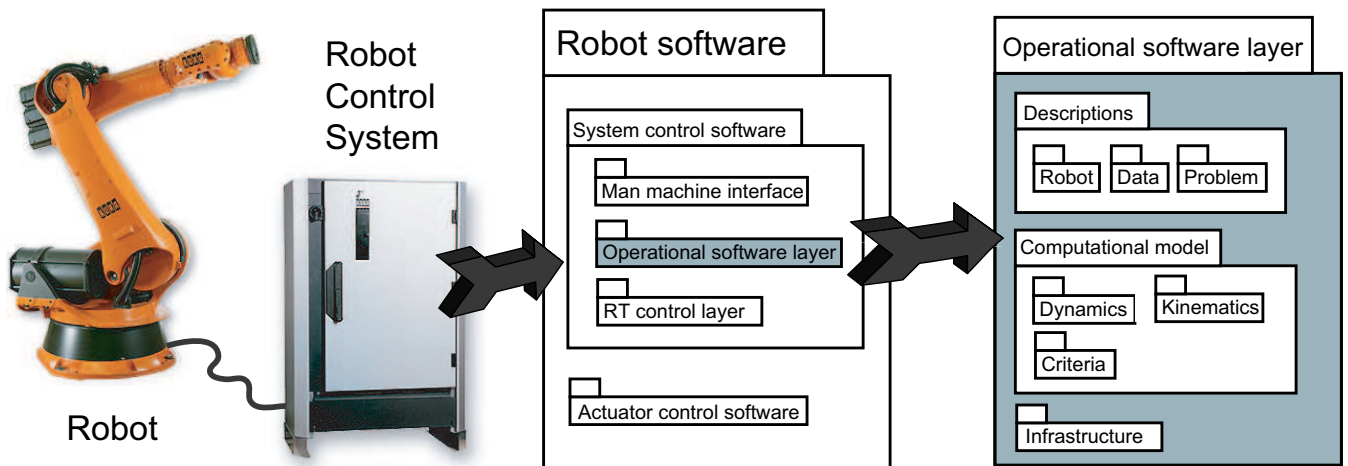 Robot
Robot
Control
System
Robot software
System control software
Man machine interface
Operational software layer
RT control layer
Actuator control software
Operational software layer
Descriptions
Robot
Data
Problem
Computational model
Dynamics
Kinematics
Criteria
Infrastructure